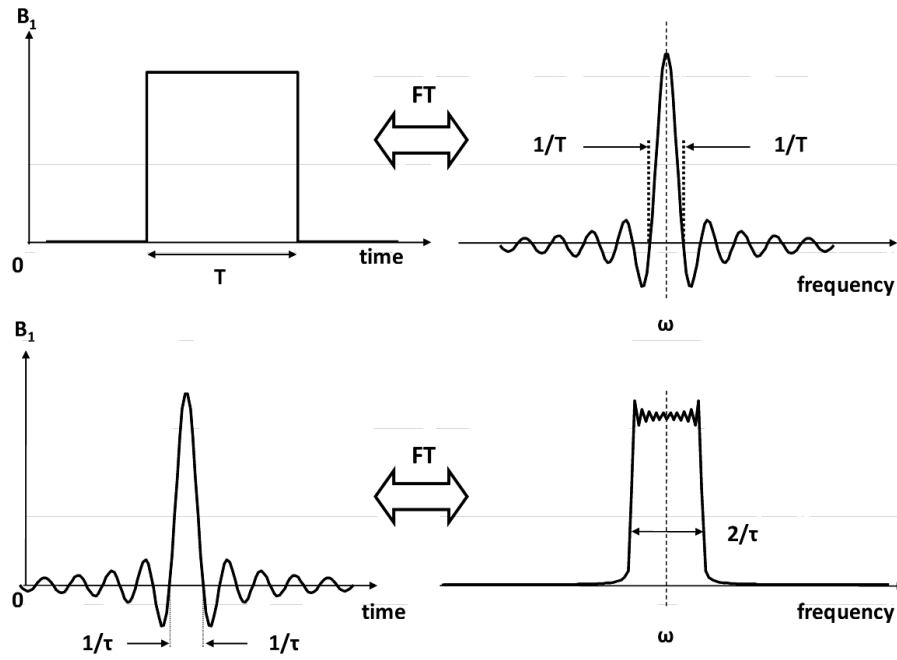 B₁
FT
1/T
1/T
0
T
time
frequency
ω
B₁
FT
2/τ
0
time
frequency
1/τ
1/τ
ω